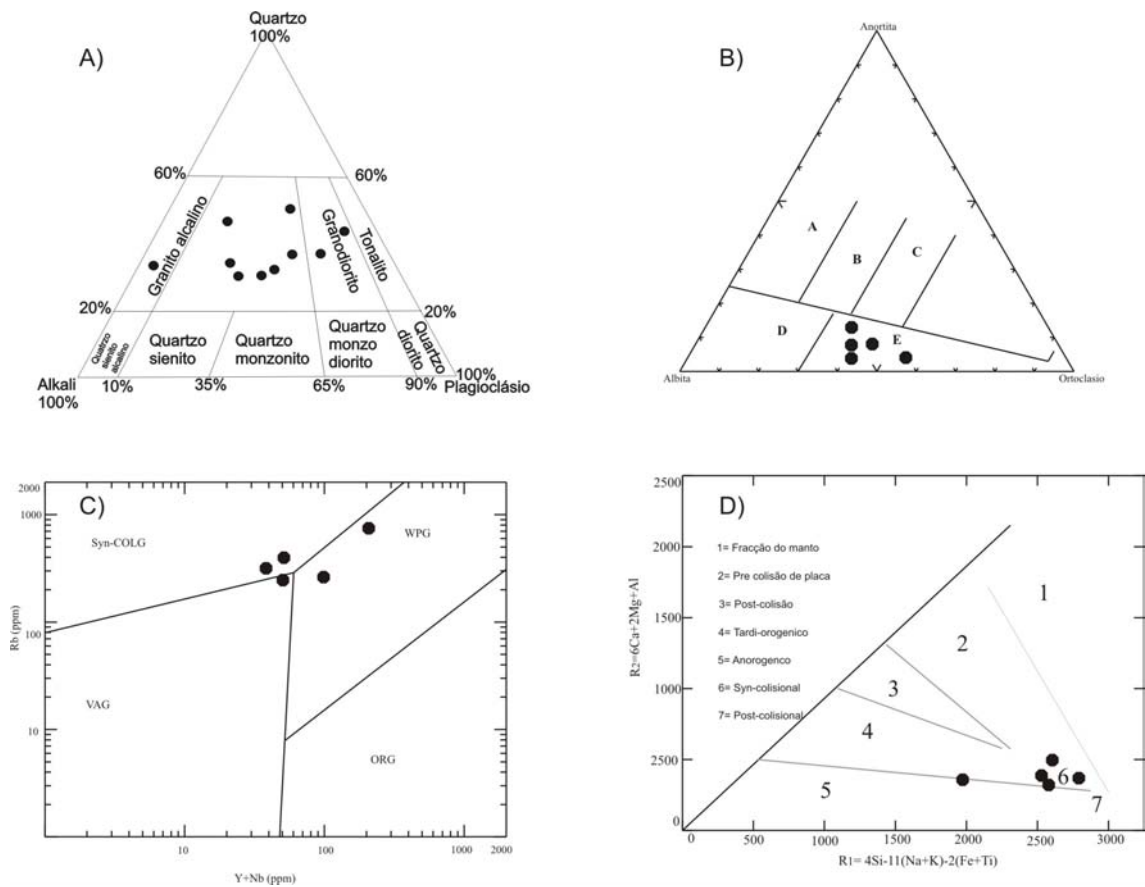 A)
Quartzo
100%
60%
60%
Granito alcalino
Granodiorito
Tonalito
20%
20%
Quatrzo
sienito
alcalino
Quartzo
sienito
Quartzo
monzonito
Quartzo
monzo
diorito
Quartzo
diorito
Alkali
100%
10%
35%
65%
90%
100%
Plagioclásio
B)
Anortita
A
B
C
D
E
Albita
Ortoclasio
C)
2000
1000
100
10
Rb (ppm)
Syn-COLG
WPG
VAG
ORG
10
100
1000
2000
Y+Nb (ppm)
D)
2500
2000
1500
1000
2500
0
R2=6Ca+2Mg+Al
1= Fracção do manto
2= Pre colisão de placa
3= Post-colisão
4= Tardi-orogenico
5= Anorogenco
6= Syn-colisional
7= Post-colisional
1
2
3
4
5
6
7
0
500
1000
1500
2000
2500
3000
R1= 4Si-11(Na+K)-2(Fe+Ti)